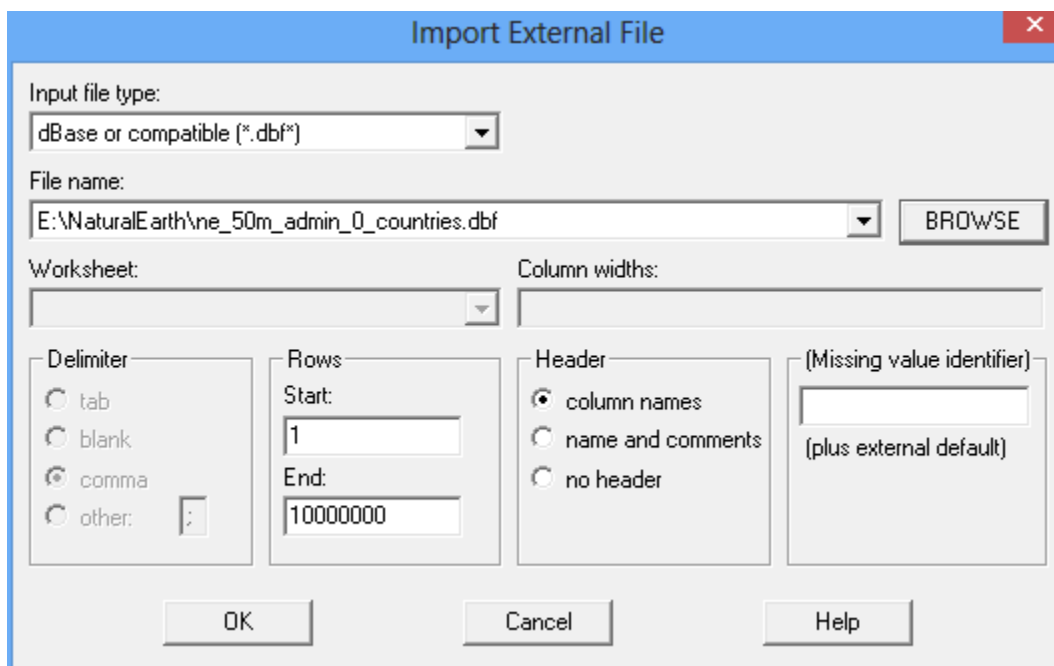 Import External File
Input file type:
dBase or compatible (*.dbf*)
File name:
E:\NaturalEarth\ne_50m_admin_0_countries.dbf
BROWSE
Worksheet:
Column widths:
Delimiter
tab
blank
comma
other: ;
Rows
Start:
1
End:
10000000
Header
column names
name and comments
no header
(Missing value identifier)
(plus external default)
OK
Cancel
Help